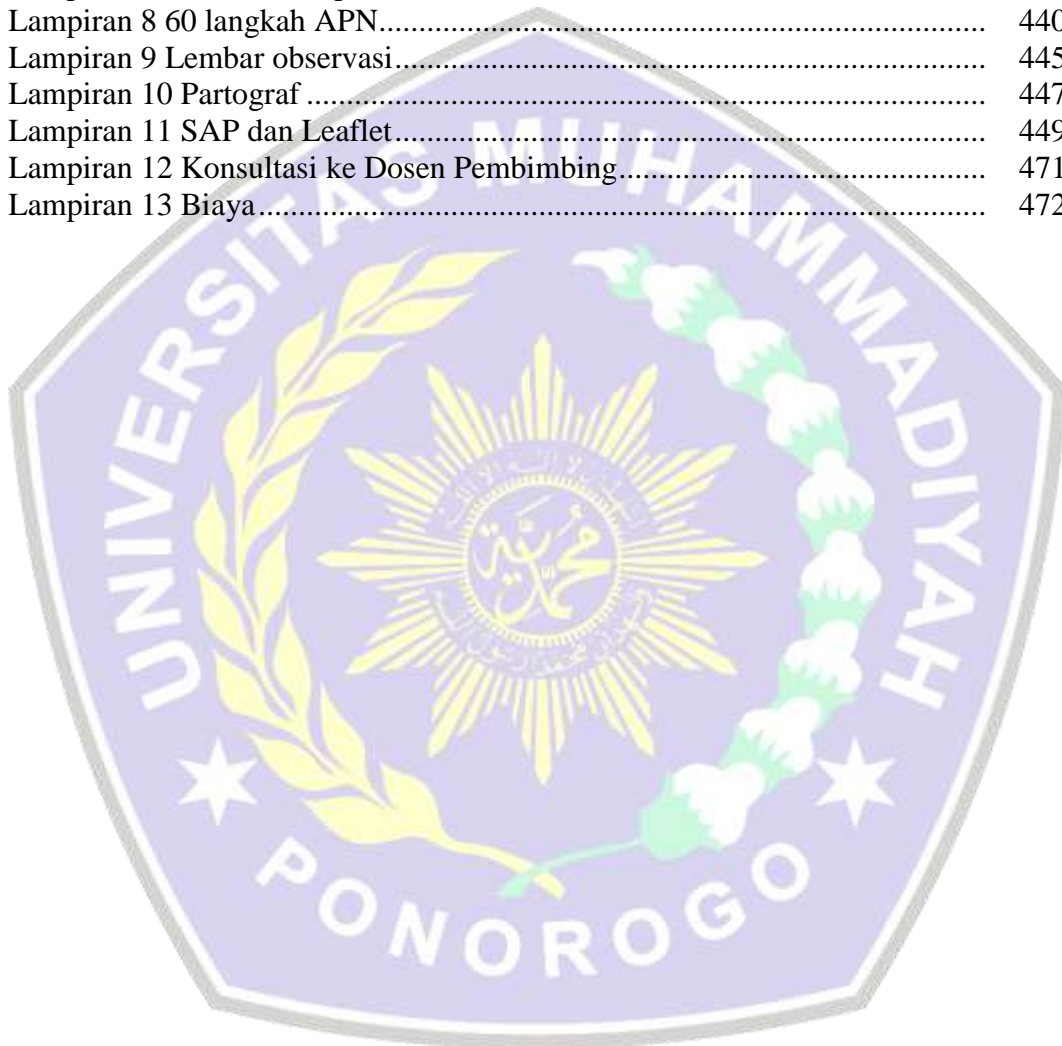 Lampiran 8 60 langkah APN.......................................................................................... 440
Lampiran 9 Lembar observasi....................................................................................... 445
Lampiran 10 Partograf .................................................................................................. 447
Lampiran 11 SAP dan Leaflet....................................................................................... 449
Lampiran 12 Konsultasi ke Dosen Pembimbing........................................................... 471
Lampiran 13 Biaya......................................................................................................... 472
UNIVERSITAS MUHAMMADIYAH
محمدية
PONOROGO